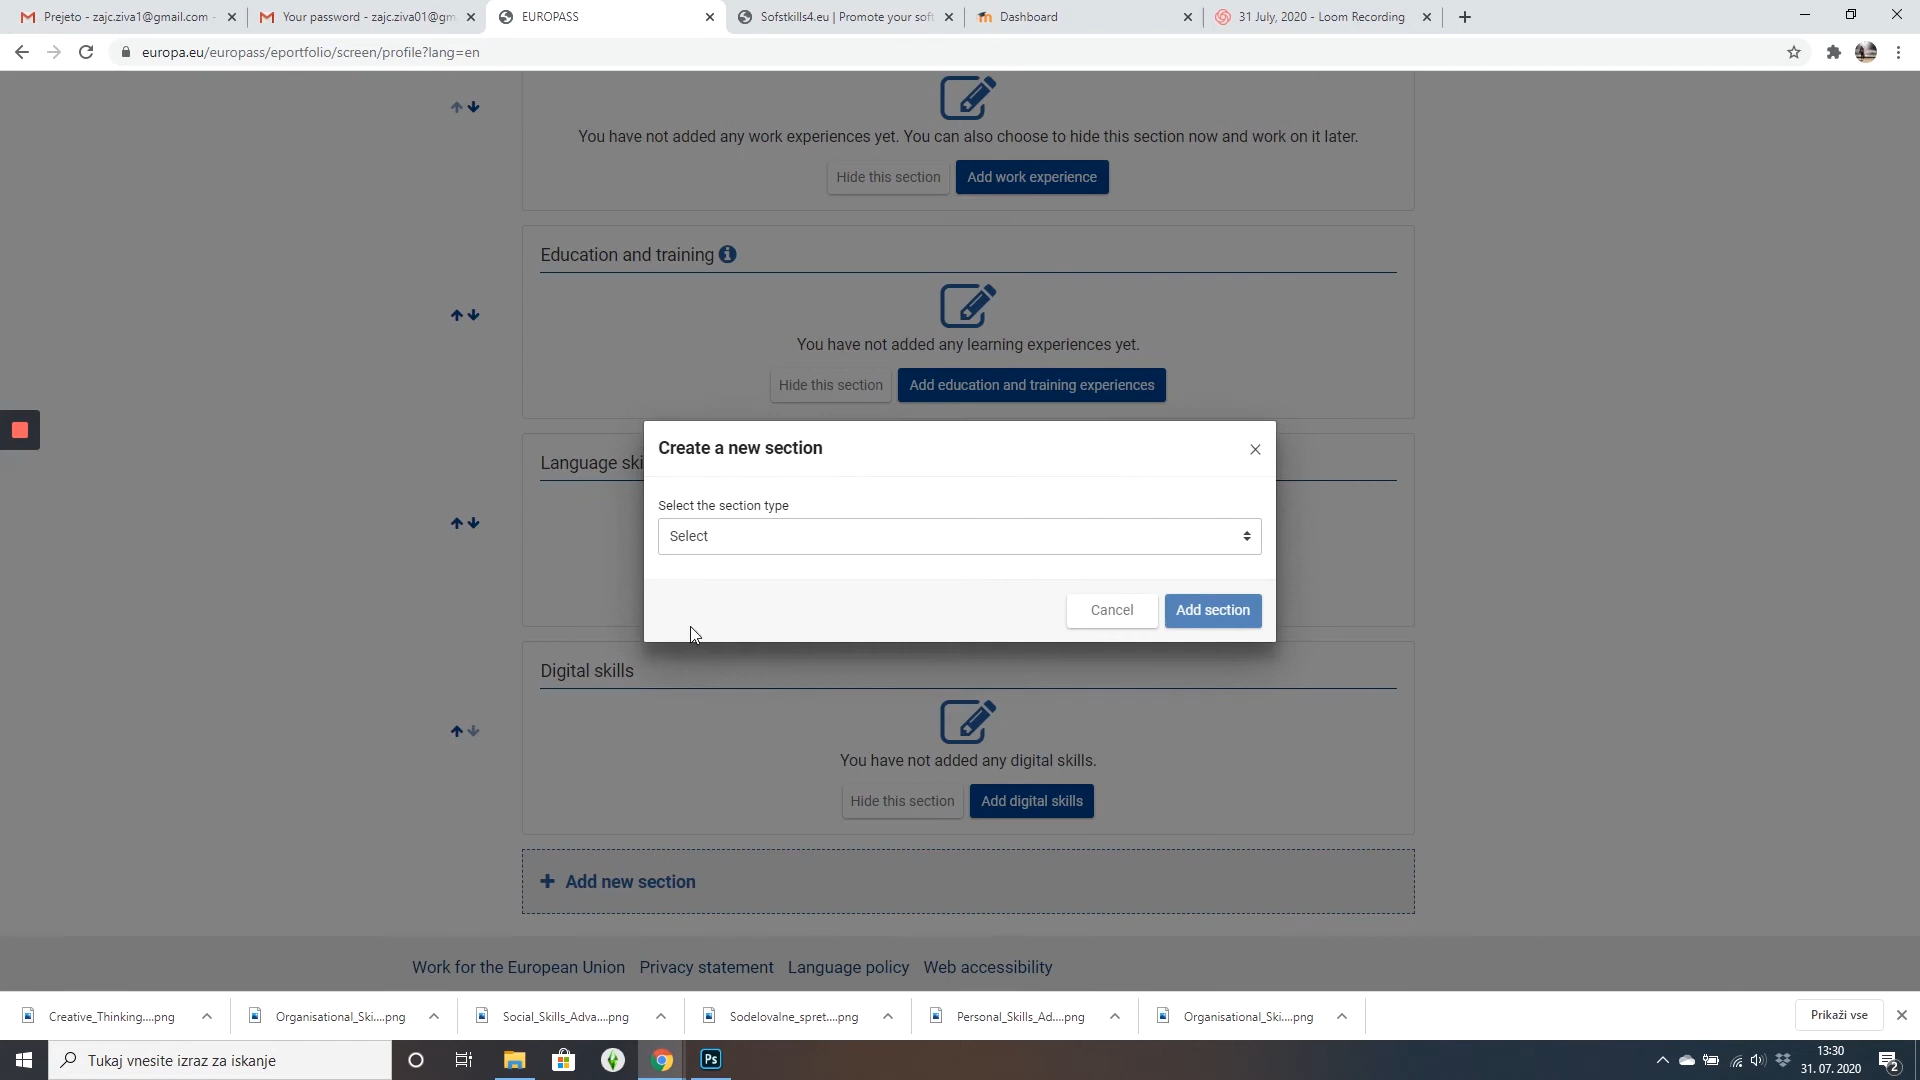 Prejeto - zajc.ziva1@gmail.com -
Your password - zajc.ziva01@gm
EUROPASS
Sofstkills4.eu | Promote your soft
Dashboard
31 July, 2020 - Loom Recording
europa.eu/europass/eportfolio/screen/profile?lang=en
You have not added any work experiences yet. You can also choose to hide this section now and work on it later.
Hide this section
Add work experience
Education and training
You have not added any learning experiences yet.
Hide this section
Add education and training experiences
Language ski
Create a new section
Select the section type
Select
Cancel
Add section
Digital skills
You have not added any digital skills.
Hide this section
Add digital skills
+ Add new section
Work for the European Union Privacy statement Language policy Web accessibility
Creative_Thinking....png
Organisational_Ski....png
Social_Skills_Adva....png
Sodelovalne_spret....png
Personal_Skills_Ad....png
Organisational_Ski....png
Prikaži vse
Tukaj vnesite izraz za iskanje
Ps
13:30
31. 07. 2020
2